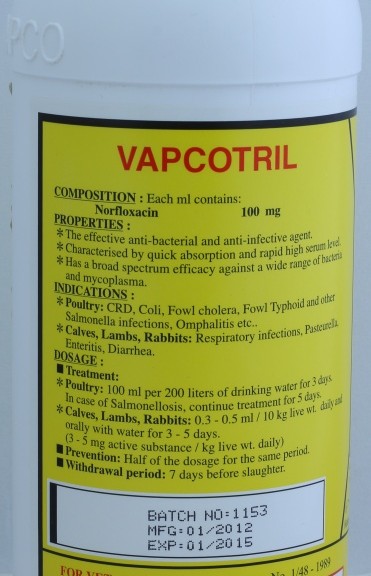 PCO
VAPCOTRIL
COMPOSITION : Each ml contains:
Norfloxacin 100 mg
PROPERTIES :
* The effective anti-bacterial and anti-infective agent.
* Characterised by quick absorption and rapid high serum level.
* Has a broad spectrum efficacy against a wide range of bacteria
and mycoplasma.
INDICATIONS :
* Poultry: CRD, Coli, Fowl cholera, Fowl Typhoid and other
Salmonella infections, Omphalitis etc..
* Calves, Lambs, Rabbits: Respiratory infections, Pasteurella,
Enteritis, Diarrhea.
DOSAGE :
■ Treatment:
* Poultry: 100 ml per 200 liters of drinking water for 3 days.
In case of Salmonellosis, continue treatment for 5 days.
* Calves, Lambs, Rabbits: 0.3 - 0.5 ml / 10 kg live wt. daily and
orally with water for 3 - 5 days.
(3 - 5 mg active substance / kg live wt. daily)
■ Prevention: Half of the dosage for the same period.
■ Withdrawal period: 7 days before slaughter.
BATCH NO:1153
MFG:01/2012
EXP:01/2015
FOR No. 1/48 - 1989